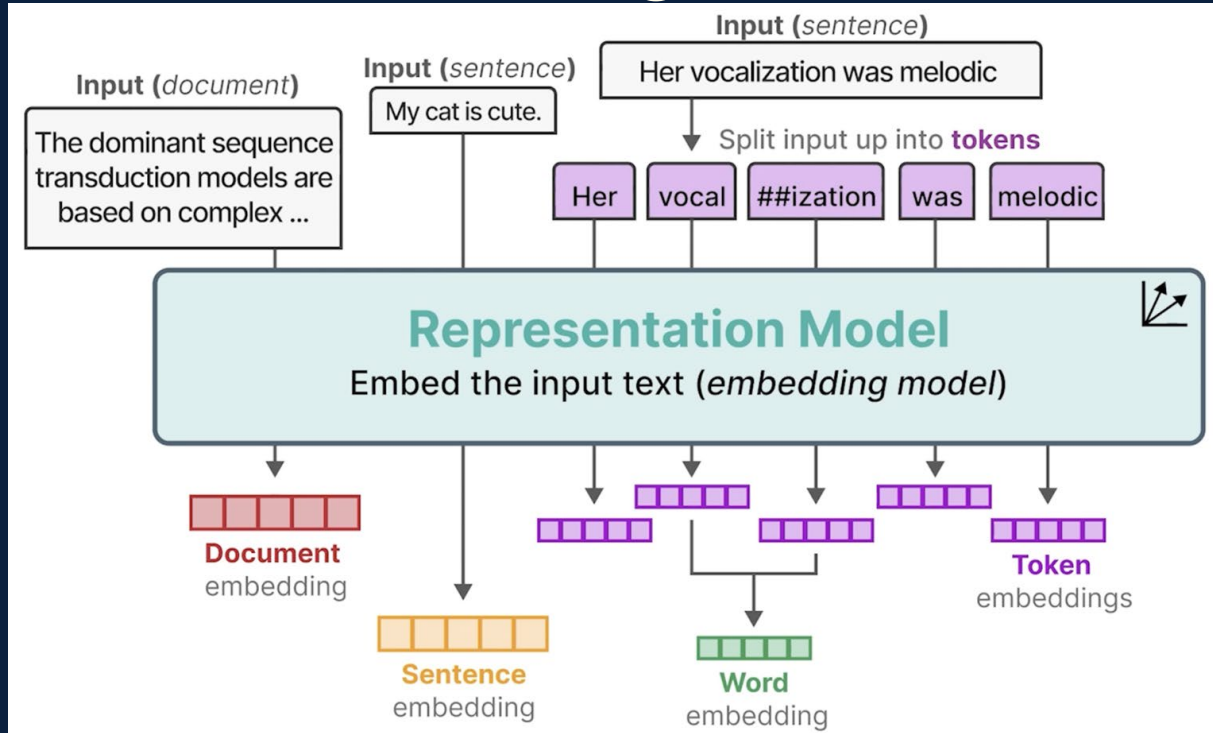 Input (document)
The dominant sequence
transduction models are
based on complex ...
Input (sentence)
My cat is cute.
Input (sentence)
Her vocalization was melodic
Split input up into tokens
Her
vocal
##ization
was
melodic
Representation Model
Embed the input text (embedding model)
Document
embedding
Sentence
embedding
Word
embedding
Token
embeddings